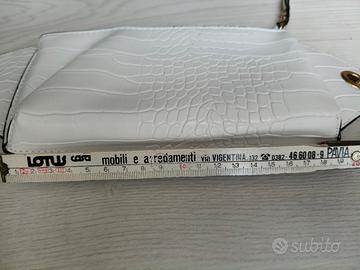 LOTUS casa mobili e arredamenti via VIGENTINA, 132 ☎ 0382-466008-9 PAVIA
1 2 3 4 5 6 7 8 9 10 11 12 13 14 15 16 17 18 19
subito